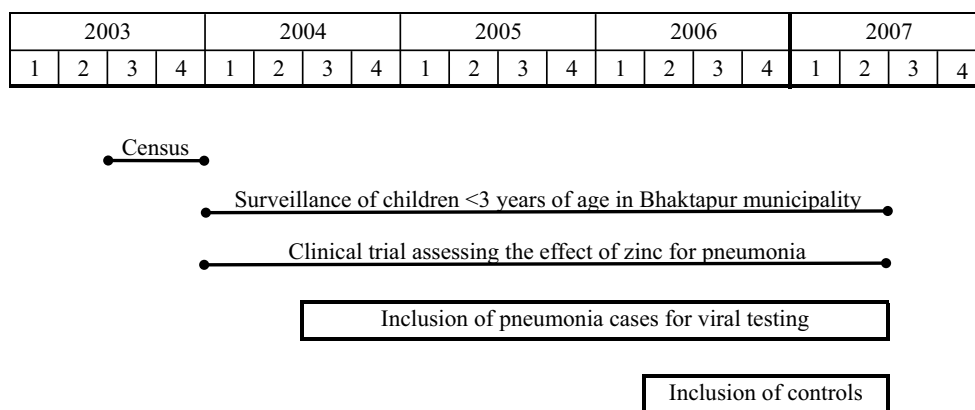 2003 2004 2005 2006 2007
1 2 3 4 1 2 3 4 1 2 3 4 1 2 3 4 1 2 3 4
Census
Surveillance of children <3 years of age in Bhaktapur municipality
Clinical trial assessing the effect of zinc for pneumonia
Inclusion of pneumonia cases for viral testing
Inclusion of controls